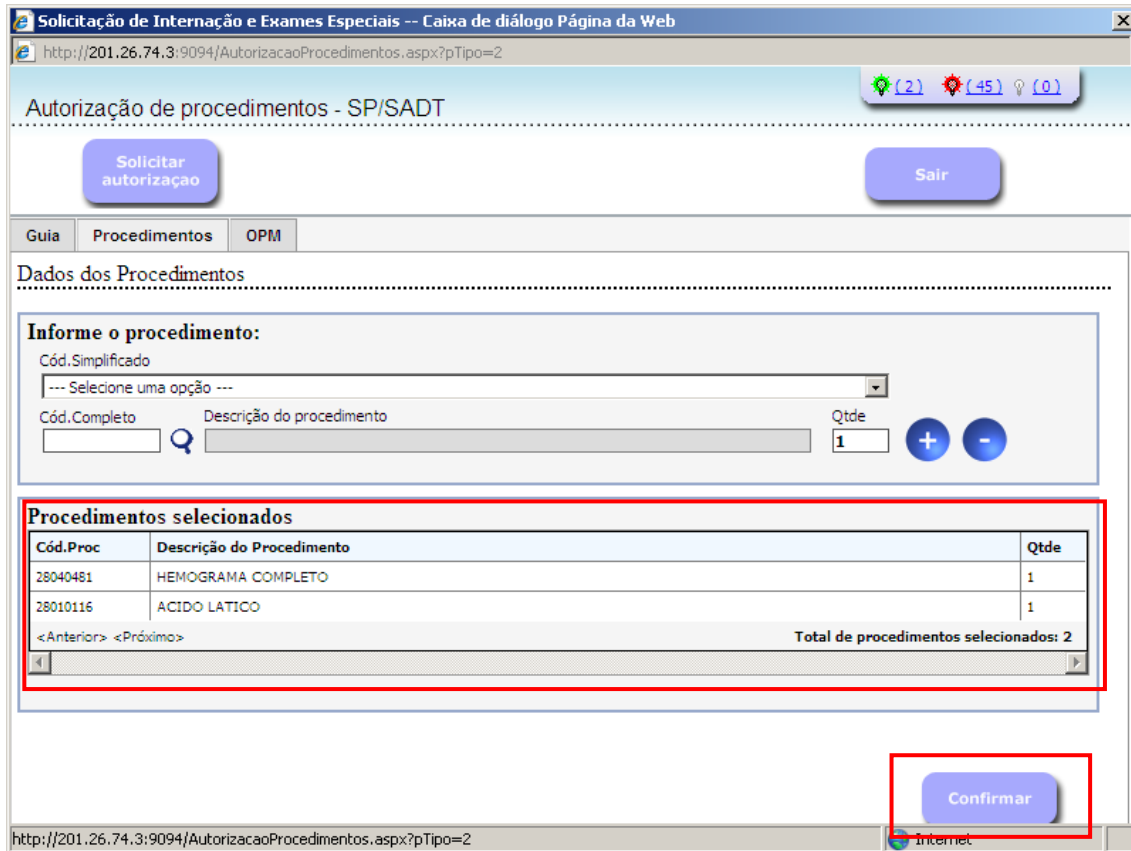 Solicitação de Internação e Exames Especiais -- Caixa de diálogo Página da Web
http://201.26.74.3:9094/AutorizacaoProcedimentos.aspx?pTipo=2
(2) (45) (0)
Autorização de procedimentos - SP/SADT
Solicitar
autorizaçao
Sair
Guia Procedimentos OPM
Dados dos Procedimentos
Informe o procedimento:
Cód.Simplificado
--- Selecione uma opção ---
Cód.Completo Descrição do procedimento Qtde
1 + -
Procedimentos selecionados
Cód.Proc Descrição do Procedimento Qtde
28040481 HEMOGRAMA COMPLETO 1
28010116 ACIDO LATICO 1
<Anterior> <Próximo> Total de procedimentos selecionados: 2
Confirmar
http://201.26.74.3:9094/AutorizacaoProcedimentos.aspx?pTipo=2 Internet